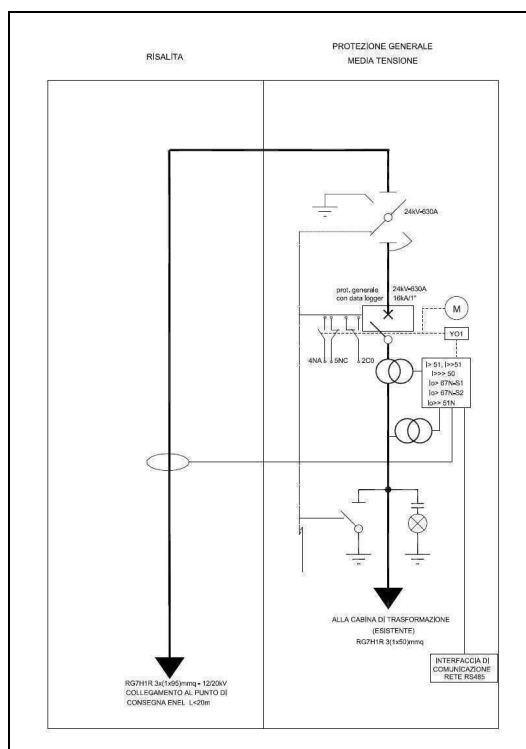 RISALITA
PROTEZIONE GENERALE
MEDIA TENSIONE
24kV-630A
prot. generale
con data logger
24kV-630A
16kA/1"
M
YO1
4NA
5NC
2C0
I> 51, I>>51
I>>> 50
Io> 67N-S1
Io> 67N-S2
Io>> 51N
ALLA CABINA DI TRASFORMAZIONE
(ESISTENTE)
RG7H1R 3(1x50)mmq
INTERFACCIA DI
COMUNICAZIONE
RETE RS485
RG7H1R 3x(1x95)mmq - 12/20kV
COLLEGAMENTO AL PUNTO DI
CONSEGNA ENEL L<20m